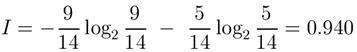 I = − 9/14 log₂ 9/14 − 5/14 log₂ 5/14 = 0.940